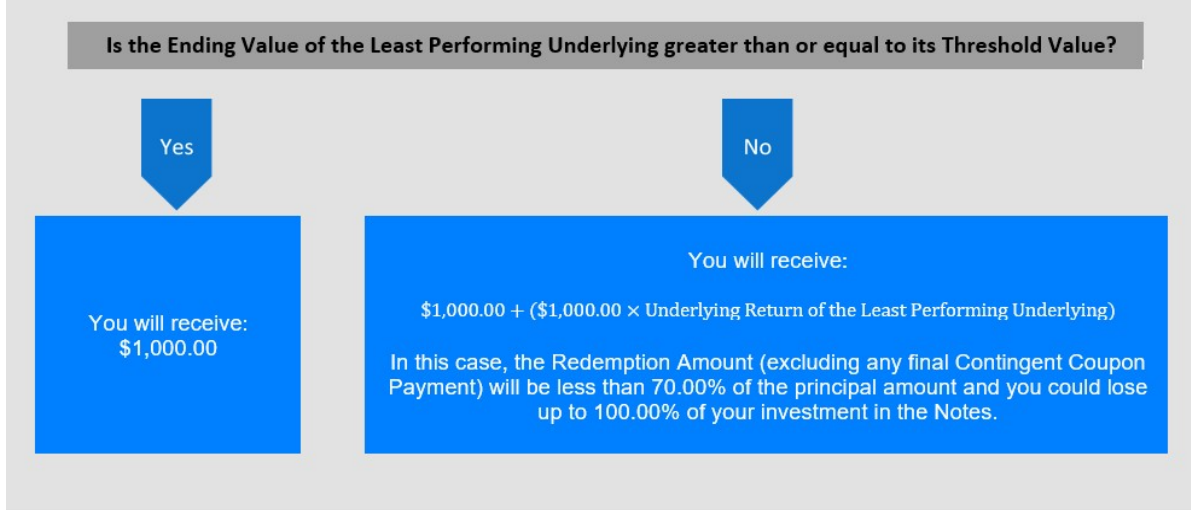 Is the Ending Value of the Least Performing Underlying greater than or equal to its Threshold Value?
Yes
No
You will receive:
$1,000.00
You will receive:
$1,000.00 + ($1,000.00 × Underlying Return of the Least Performing Underlying)
In this case, the Redemption Amount (excluding any final Contingent Coupon
Payment) will be less than 70.00% of the principal amount and you could lose
up to 100.00% of your investment in the Notes.